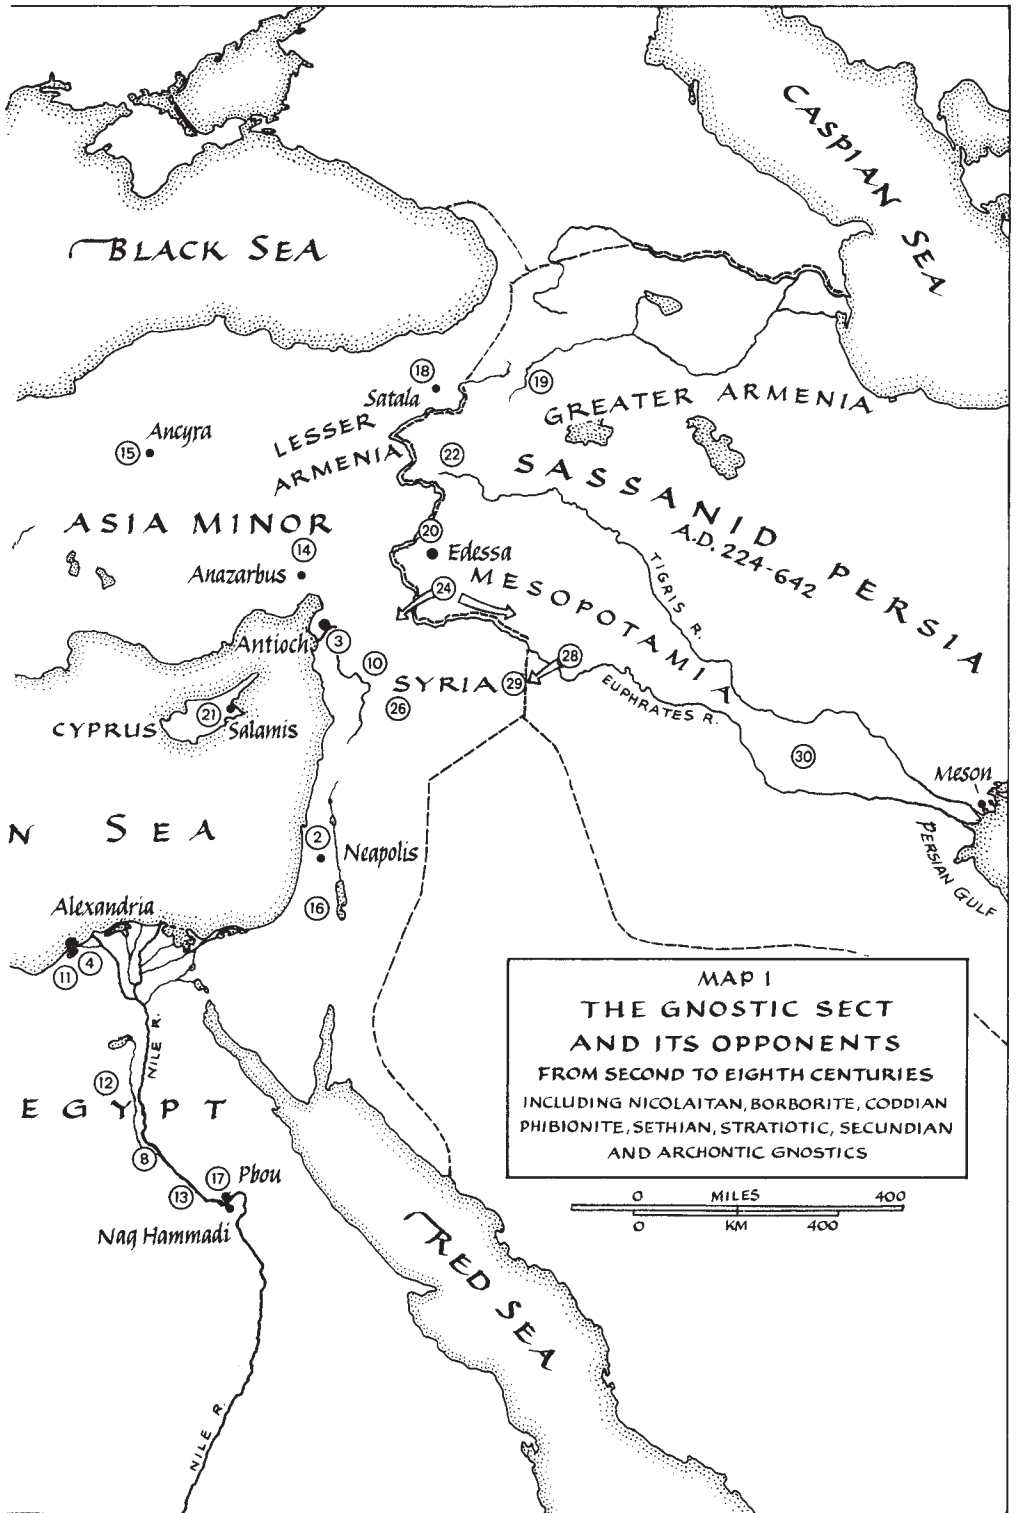 CASPIAN SEA
BLACK SEA
18
Satala
19
GREATER ARMENIA
LESSER
ARMENIA
Ancyra
15
22
SASSANID PERSIA
A.D. 224-642
ASIA MINOR
14
Anazarbus
20
Edessa
MESOPOTAMIA
TIGRIS R.
24
Antioch
3
10
SYRIA
29
28
26
EUPHRATES R.
CYPRUS
21
Salamis
30
Meson
PERSIAN GULF
N SEA
2
Neapolis
16
Alexandria
11
4
NILE R.
12
EGYPT
8
13
17
Pbou
Nag Hammadi
RED SEA
NILE R.
MAP 1
THE GNOSTIC SECT
AND ITS OPPONENTS
FROM SECOND TO EIGHTH CENTURIES
INCLUDING NICOLAITAN, BORBORITE, CODDIAN
PHIBIONITE, SETHIAN, STRATIOTIC, SECUNDIAN
AND ARCHONTIC GNOSTICS
0 MILES 400
0 KM 400